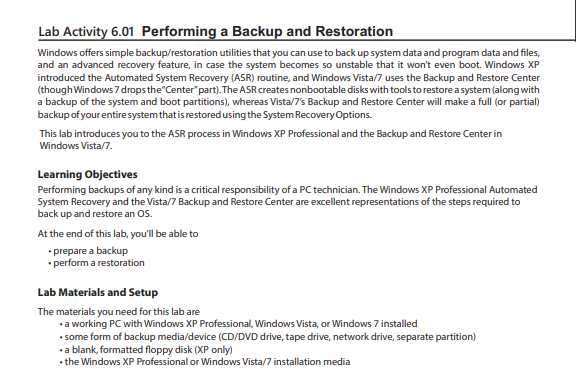 Lab Activity 6.01 Performing a Backup and Restoration
Windows offers simple backup/restoration utilities that you can use to back up system data and program data and files,
and an advanced recovery feature, in case the system becomes so unstable that it won't even boot. Windows XP
introduced the Automated System Recovery (ASR) routine, and Windows Vista/7 uses the Backup and Restore Center
(though Windows 7 drops the "Center" part). The ASR creates nonbootable disks with tools to restore a system (along with
a backup of the system and boot partitions), whereas Vista/7's Backup and Restore Center will make a full (or partial)
backup of your entire system that is restored using the System Recovery Options.
This lab introduces you to the ASR process in Windows XP Professional and the Backup and Restore Center in
Windows Vista/7.
Learning Objectives
Performing backups of any kind is a critical responsibility of a PC technician. The Windows XP Professional Automated
System Recovery and the Vista/7 Backup and Restore Center are excellent representations of the steps required to
back up and restore an OS.
At the end of this lab, you'll be able to
• prepare a backup
• perform a restoration
Lab Materials and Setup
The materials you need for this lab are
• a working PC with Windows XP Professional, Windows Vista, or Windows 7 installed
• some form of backup media/device (CD/DVD drive, tape drive, network drive, separate partition)
• a blank, formatted floppy disk (XP only)
• the Windows XP Professional or Windows Vista/7 installation media